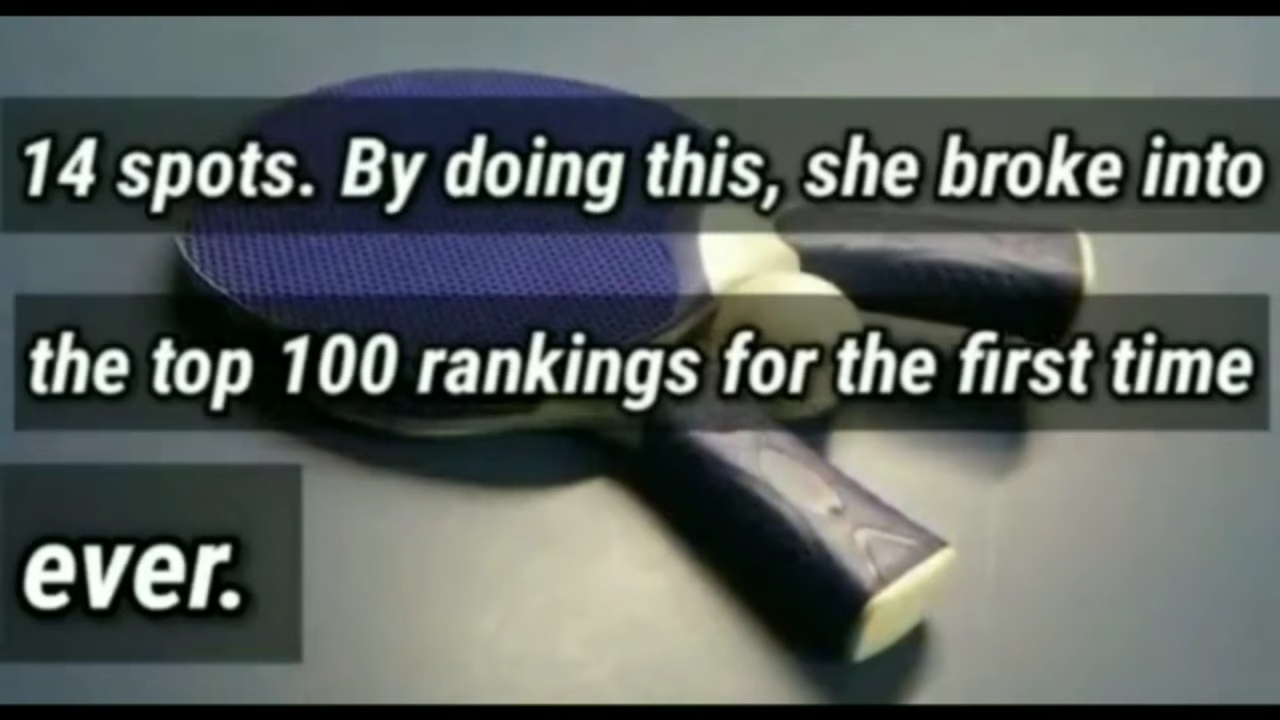 14 spots. By doing this, she broke into
the top 100 rankings for the first time
ever.